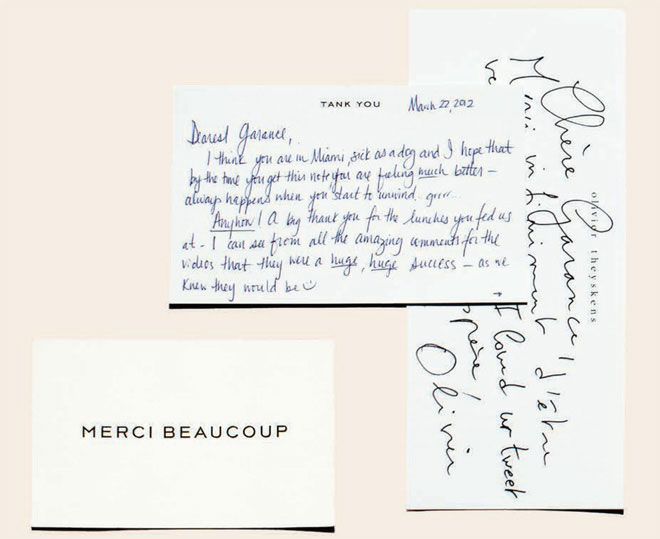 TANK YOU
March 22, 2012
Dearest Garance,
I think you are in Miami, sick as a dog and I hope that
by the time you get this note, you are feeling much better –
always happens when you start to unwind.. grrr...
Anyhow! A big thank you for the lunches you fed us
at – I can see from all the amazing comments for the
videos that they were a huge, huge success – as we
knew they would be
olivier theyskens
Chère Garance,
Merci infiniment d'être
Olivier
MERCI BEAUCOUP